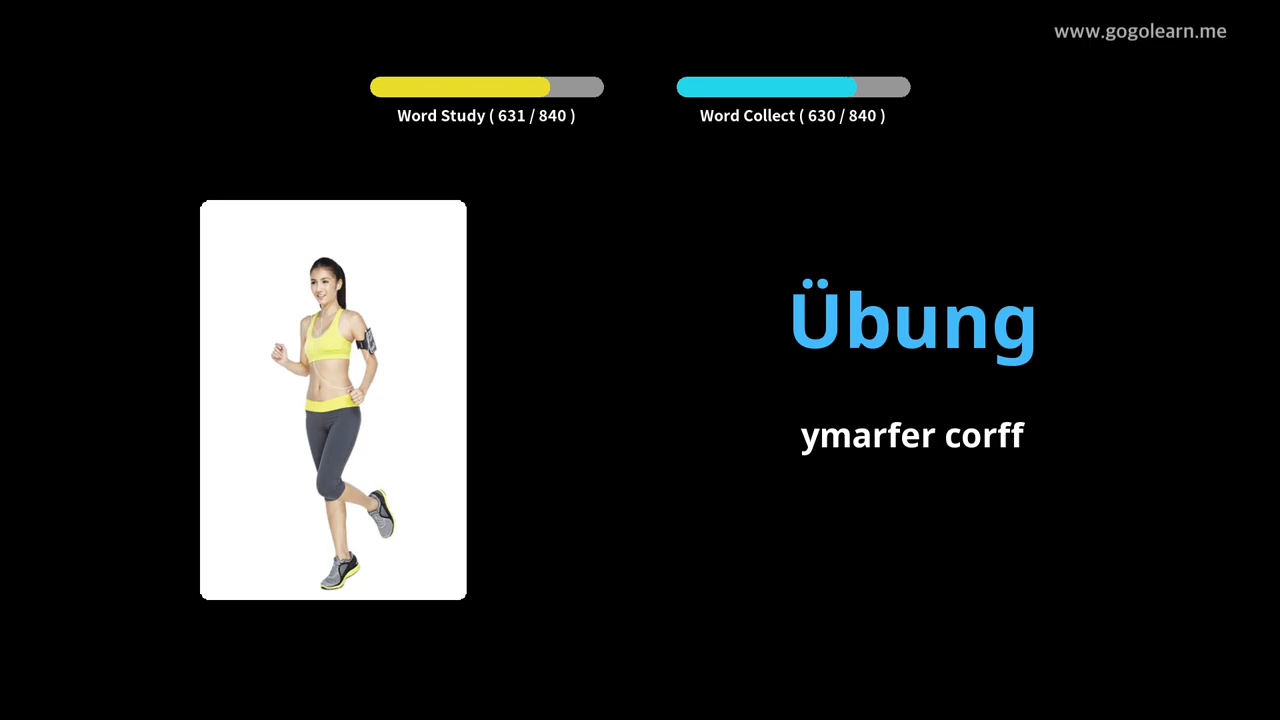 www.gogolearn.me
Word Study ( 631 / 840 )
Word Collect ( 630 / 840 )
Übung
ymarfer corff